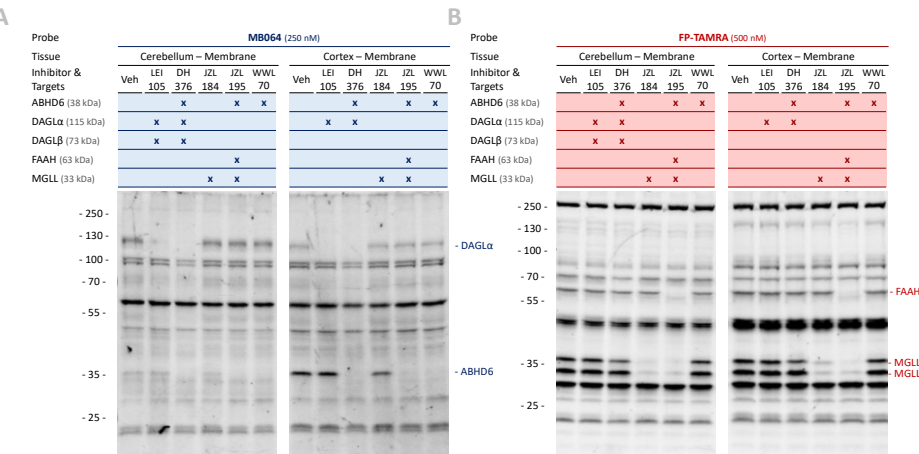 A
Probe MB064 (250 nM)
Tissue Cerebellum – Membrane Cortex – Membrane
Inhibitor & Targets Veh LEI 105 DH 376 JZL 184 JZL 195 WWL 70 LEI 105 DH 376 JZL 184 JZL 195 WWL 70
ABHD6 (38 kDa) x x x x x x
DAGLα (115 kDa) x x x x
DAGLβ (73 kDa) x x
FAAH (63 kDa) x x
MGLL (33 kDa) x x x x
- 250 -
- 130 -
- DAGLα
- 100 -
- 70 -
- 55 -
- 35 -
- ABHD6
- 25 -
B
Probe FP-TAMRA (500 nM)
Tissue Cerebellum – Membrane Cortex – Membrane
Inhibitor & Targets Veh LEI 105 DH 376 JZL 184 JZL 195 WWL 70 Veh LEI 105 DH 376 JZL 184 JZL 195 WWL 70
ABHD6 (38 kDa) x x x x x x
DAGLα (115 kDa) x x x x
DAGLβ (73 kDa) x x
FAAH (63 kDa) x x
MGLL (33 kDa) x x x x
- 250 -
- 130 -
- 100 -
- 70 -
- FAAH
- 55 -
- 35 -
- MGLL
- MGLL
- 25 -